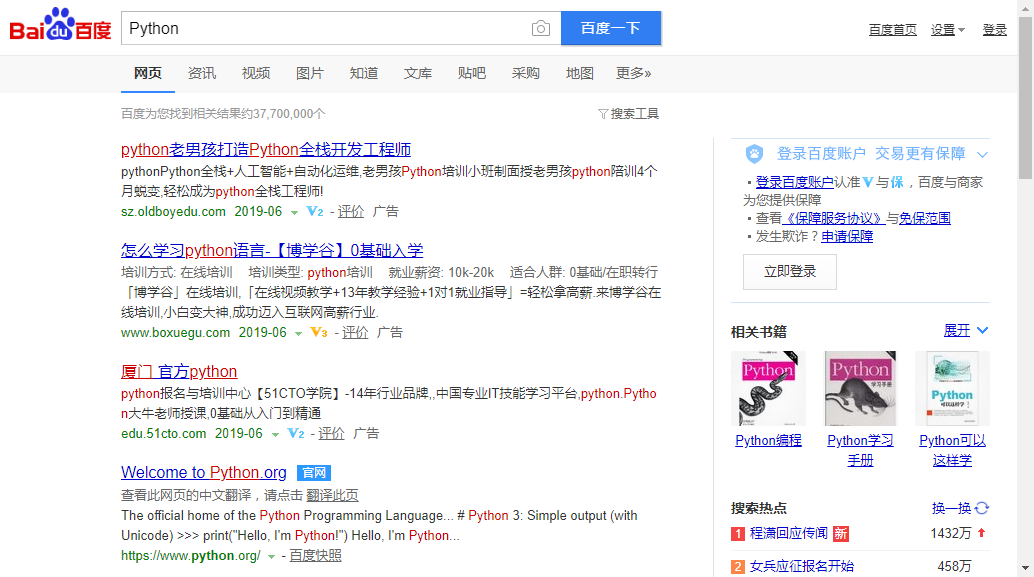 Bai du 百度
Python
百度一下
百度首页 设置 登录
网页 资讯 视频 图片 知道 文库 贴吧 采购 地图 更多»
百度为您找到相关结果约37,700,000个
搜索工具
python老男孩打造Python全栈开发工程师
pythonPython全栈+人工智能+自动化运维,老男孩Python培训小班制面授老男孩python陪训4个
月蜕变,轻松成为python全栈工程师!
sz.oldboyedu.com 2019-06 V2 - 评价 广告
怎么学习python语言-【博学谷】0基础入学
培训方式: 在线培训 培训类型: python培训 就业薪资: 10k-20k 适合人群: 0基础/在职转行
「博学谷」在线培训,「在线视频教学+13年教学经验+1对1就业指导」=轻松拿高薪.来博学谷在
线培训,小白变大神,成功迈入互联网高薪行业.
www.boxuegu.com 2019-06 V3 - 评价 广告
厦门 官方python
python报名与培训中心【51CTO学院】-14年行业品牌,,中国专业IT技能学习平台,python.Pytho
n大牛老师授课,0基础从入门到精通
edu.51cto.com 2019-06 V2 - 评价 广告
Welcome to Python.org 官网
查看此网页的中文翻译，请点击 翻译此页
The official home of the Python Programming Language... # Python 3: Simple output (with
Unicode) >>> print("Hello, I'm Python!") Hello, I'm Python...
https://www.python.org/ - 百度快照
登录百度账户 交易更有保障
·登录百度账户认准V与保，百度与商家
为您提供保障
·查看《保障服务协议》与免保范围
·发生欺诈？申请保障
立即登录
相关书籍 展开
Python
Python
学习手册
Python
可以这样学
Python编程
Python学习
手册
Python可以
这样学
搜索热点 换一换
1 程潇回应传闻 新 1432万
2 女兵应征报名开始 458万